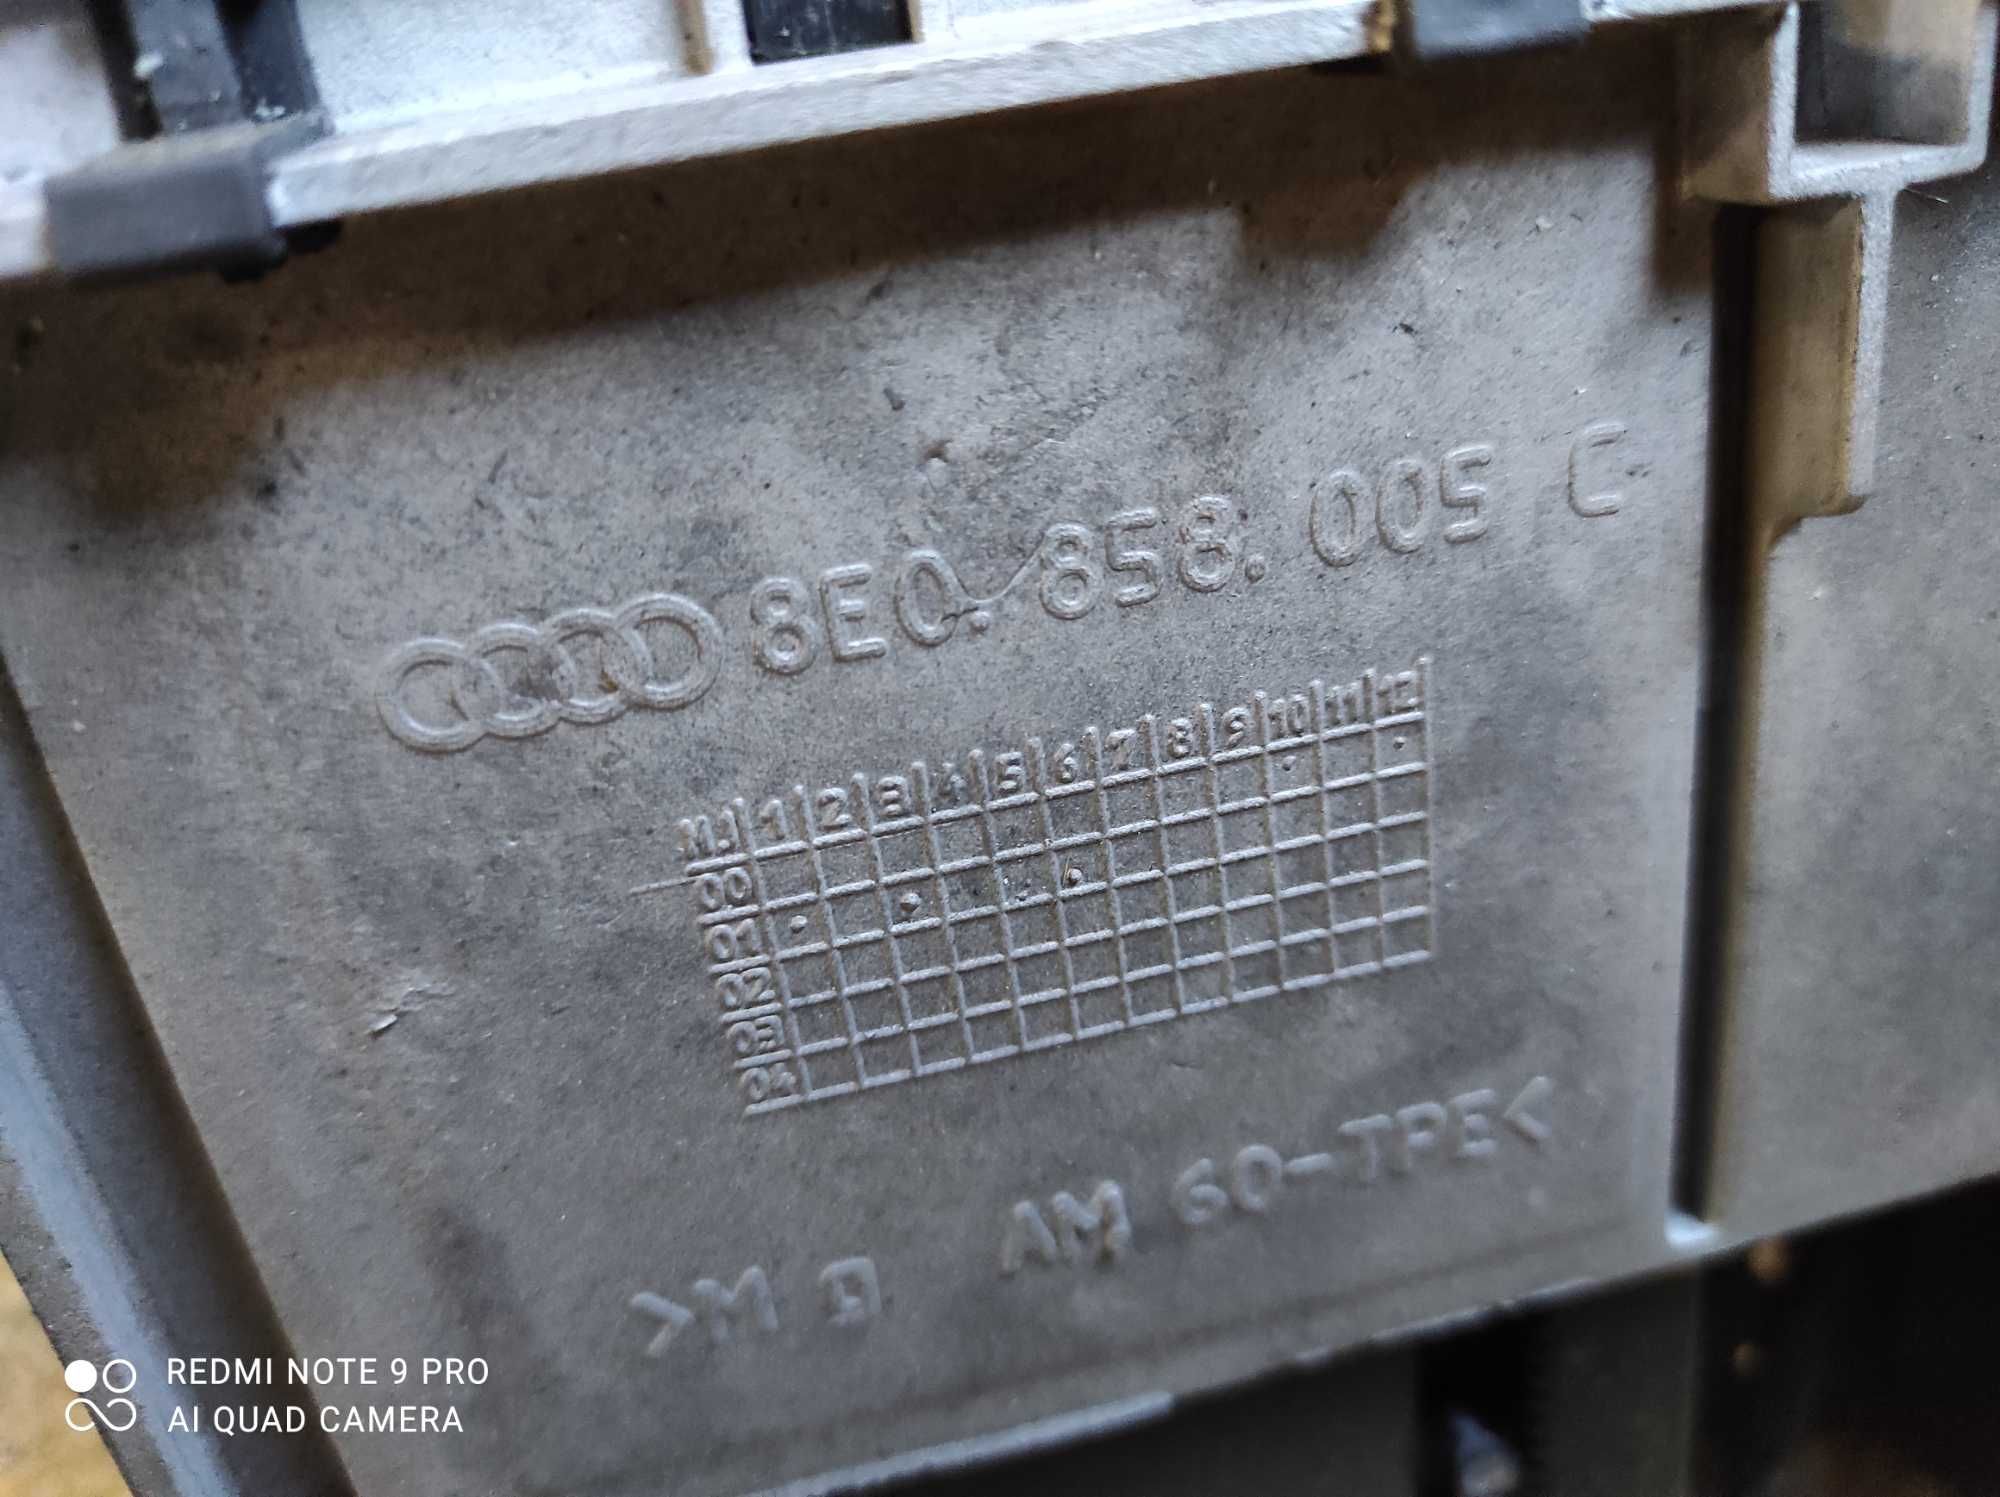 8E0. 858. 005 C
M.J 1 2 3 4 5 6 7 8 9 10 11 12
00
01
02
03
04
>M D AM 60-TPE<
REDMI NOTE 9 PRO
AI QUAD CAMERA